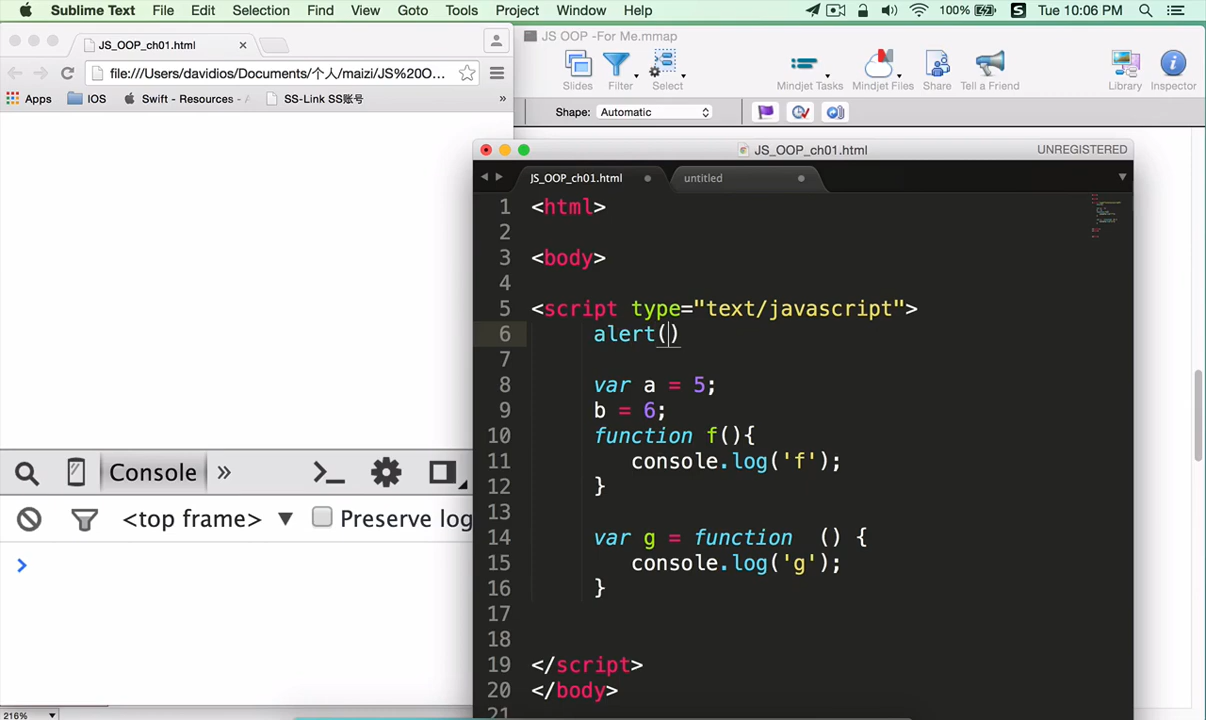 Sublime Text File Edit Selection Find View Goto Tools Project Window Help 100% S Tue 10:06 PM
JS_OOP_ch01.html
file:///Users/davidios/Documents/个人/maizi/JS%20O...
Apps IOS Swift - Resources - SS-Link SS账号 »
JS OOP -For Me.mmap
Slides Filter Select Mindjet Tasks Mindjet Files Share Tell a Friend Library Inspector
Shape: Automatic
JS_OOP_ch01.html UNREGISTERED
JS_OOP_ch01.html untitled
1 <html>
2
3 <body>
4
5 <script type="text/javascript">
6 alert()
7
8 var a = 5;
9 b = 6;
10 function f(){
11 console.log('f');
12 }
13
14 var g = function  () {
15 console.log('g');
16 }
17
18
19 </script>
20 </body>
21
Console »
<top frame> Preserve log
>
216%